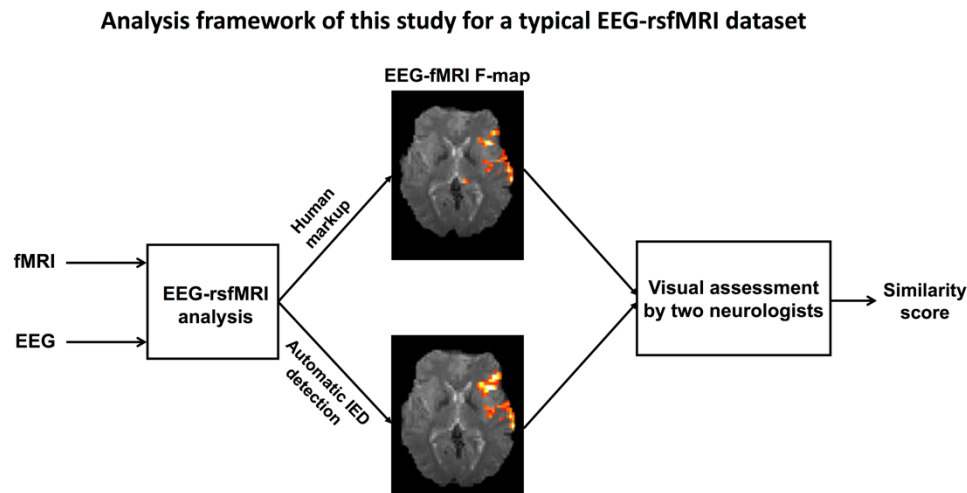 Analysis framework of this study for a typical EEG-rsfMRI dataset
EEG-fMRI F-map
Human
markup
fMRI
EEG
EEG-rsfMRI
analysis
Automatic IED
detection
Visual assessment
by two neurologists
Similarity
score